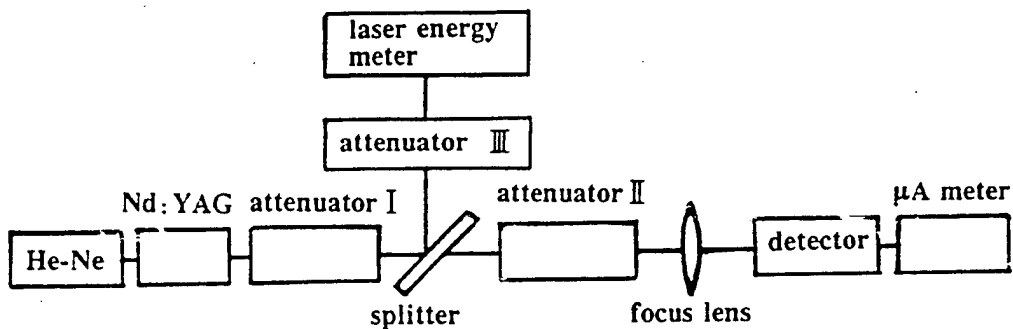 laser energy
meter
attenuator Ⅲ
Nd:YAG
attenuator Ⅰ
attenuator Ⅱ
μA meter
He-Ne
detector
splitter
focus lens